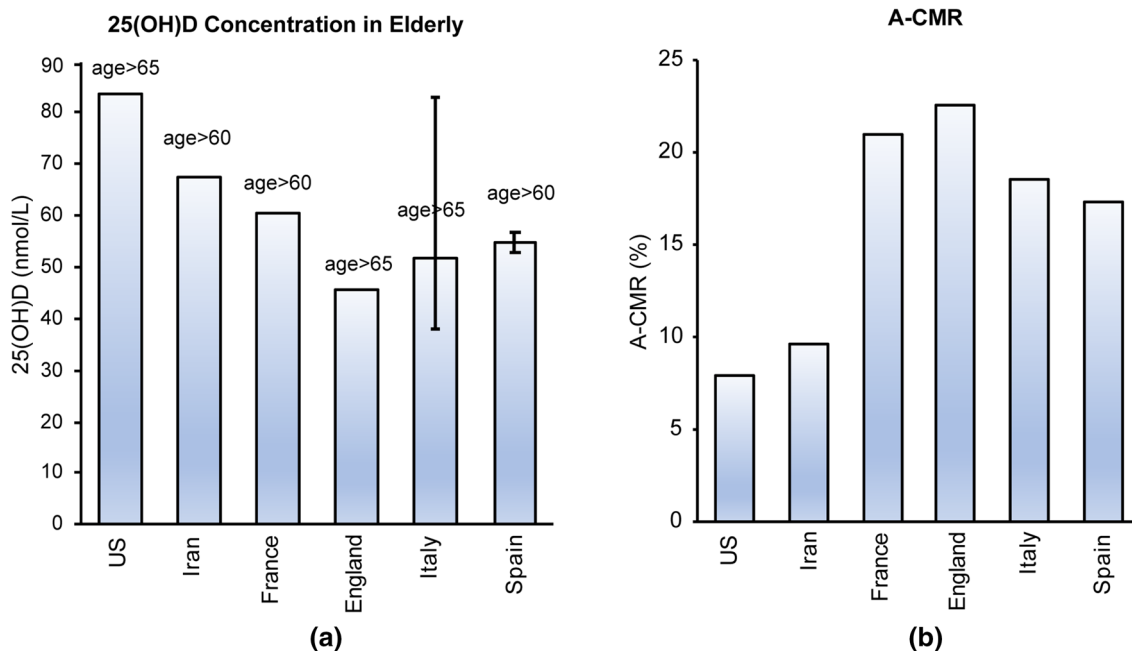 25(OH)D Concentration in Elderly
25(OH)D (nmol/L)
90
80
70
60
50
40
30
20
10
0
age>65
age>60
age>60
age>65
age>65
age>60
US
Iran
France
England
Italy
Spain
(a)
A-CMR
A-CMR (%)
25
20
15
10
5
0
US
Iran
France
England
Italy
Spain
(b)